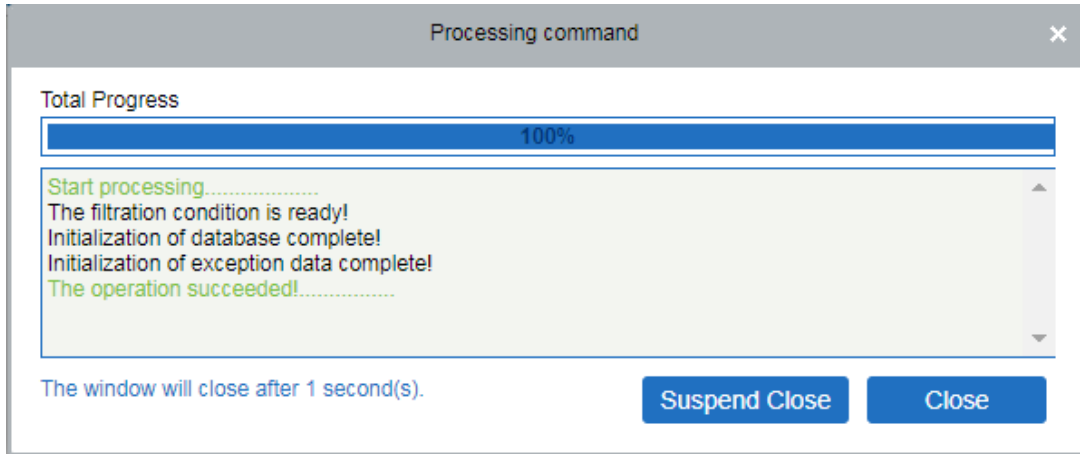 Processing command
×
Total Progress
100%
Start processing...................
The filtration condition is ready!
Initialization of database complete!
Initialization of exception data complete!
The operation succeeded!................
The window will close after 1 second(s).
Suspend Close
Close